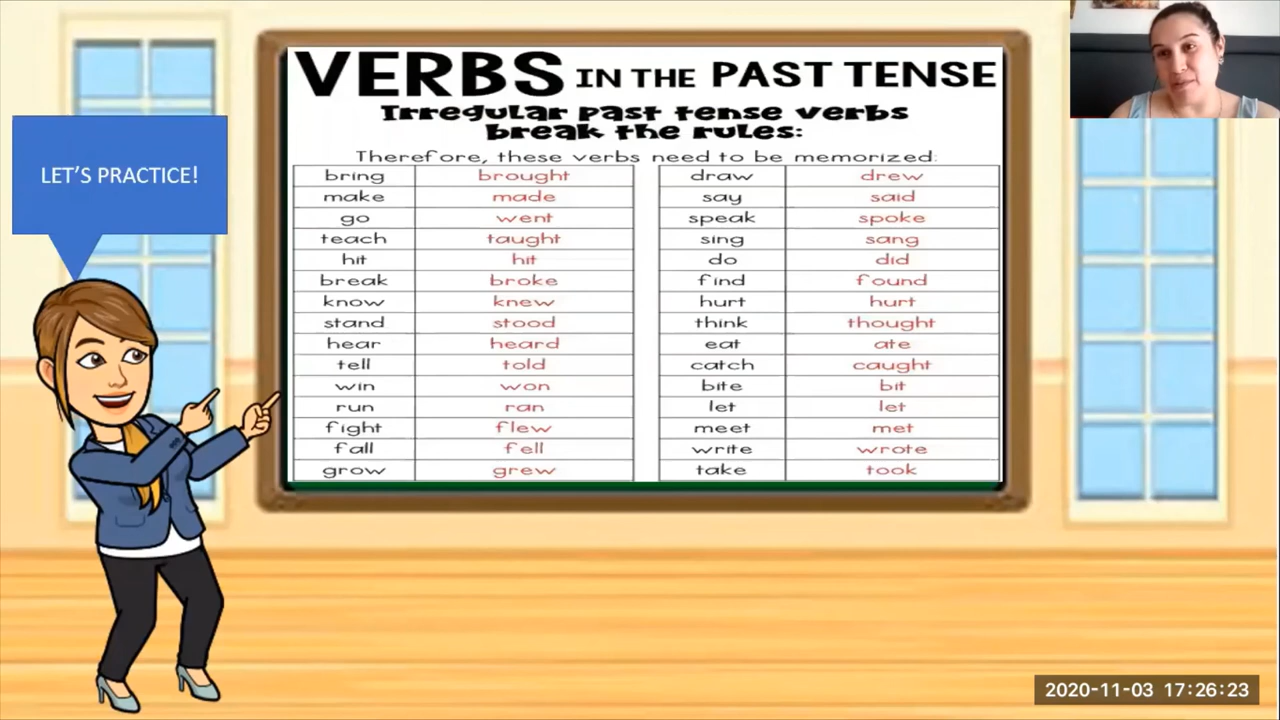 LET'S PRACTICE!
VERBS IN THE PAST TENSE
Irregular past tense verbs
break the rules:
Therefore, these verbs need to be memorized:
bring brought draw drew
make made say said
go went speak spoke
teach taught sing sang
hit hit do did
break broke find found
know knew hurt hurt
stand stood think thought
hear heard eat ate
tell told catch caught
win won bite bit
run ran let let
fight flew meet met
fall fell write wrote
grow grew take took
2020-11-03 17:26:23